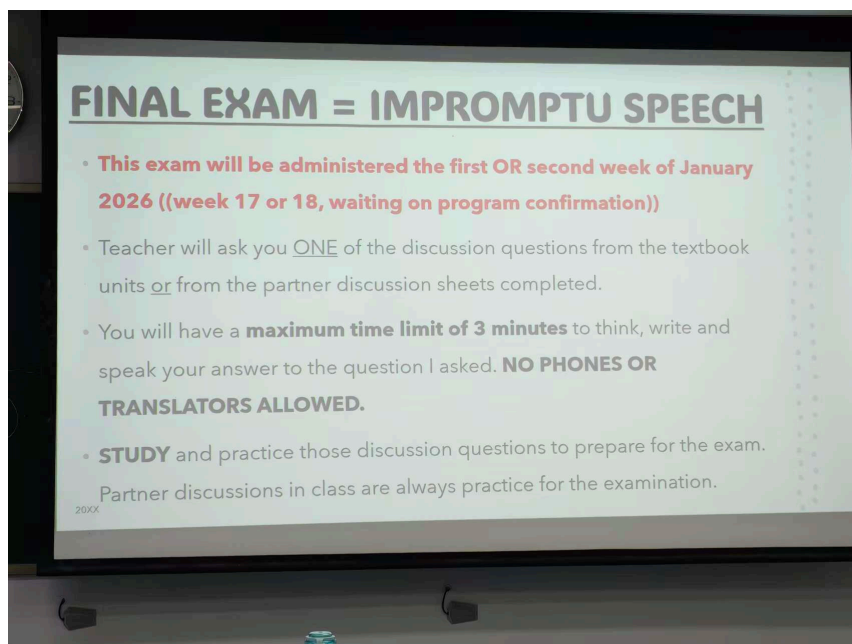 FINAL EXAM = IMPROMPTU SPEECH
• This exam will be administered the first OR second week of January
2026 ((week 17 or 18, waiting on program confirmation))
• Teacher will ask you ONE of the discussion questions from the textbook
units or from the partner discussion sheets completed.
• You will have a maximum time limit of 3 minutes to think, write and
speak your answer to the question I asked. NO PHONES OR
TRANSLATORS ALLOWED.
• STUDY and practice those discussion questions to prepare for the exam.
Partner discussions in class are always practice for the examination.
20XX